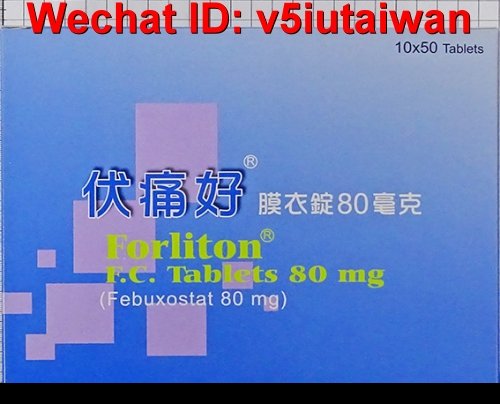 Wechat ID: v5iutaiwan
10x50 Tablets
伏痛好® 膜衣錠80毫克
Forliton®
F.C. Tablets 80 mg
(Febuxostat 80 mg)